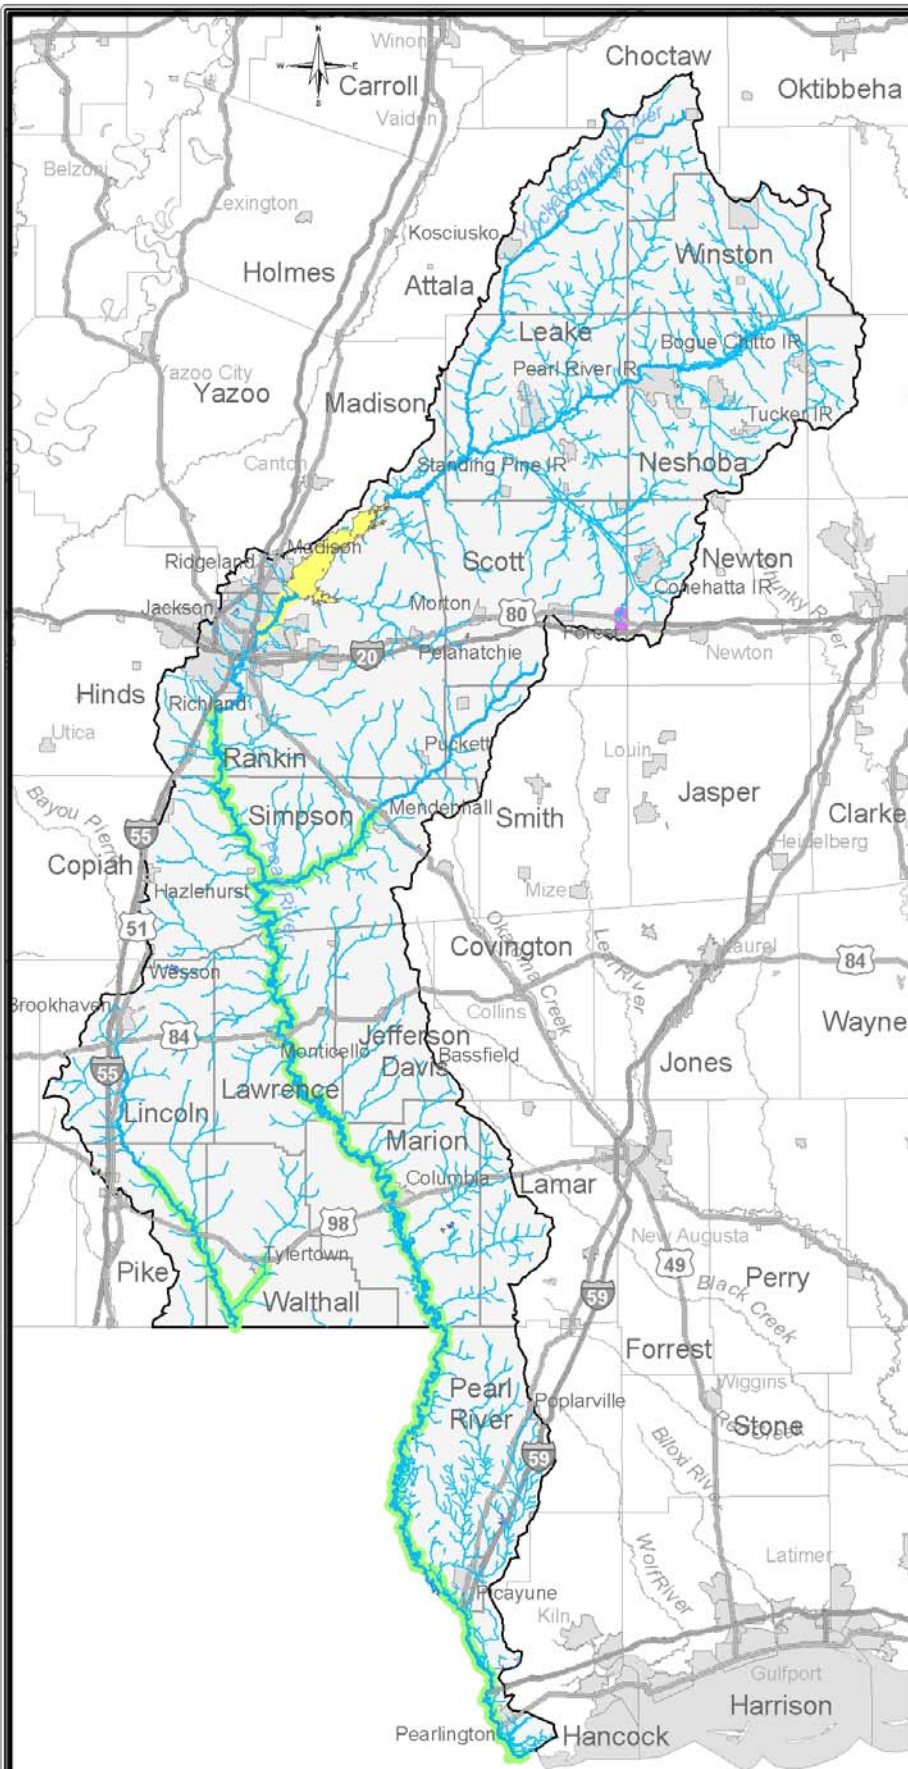 Winona
Choctaw
N
W E
S
Carroll
Oktibbeha
Vaiden
Yockanookany River
Belzoni
Lexington
Kosciusko
Winston
Holmes
Attala
Leake
Bogue Chitto IR
Pearl River IR
Yazoo City
Yazoo
Madison
Tucker IR
Canton
Standing Pine IR
Neshoba
Madison
Ridgeland
Scott
Newton
Conehatta IR
Chunky River
Jackson
Morton
80
Forest
20
Pelahatchie
Newton
Hinds
Richland
Utica
Puckett
Louin
Rankin
Jasper
Bayou Pierre
Simpson
Mendenhall
Smith
Clarke
55
Heidelberg
Copiah
Pearl River
Hazlehurst
Mize
51
Okatoma Creek
Leaf River
Covington
Laurel
84
Wesson
Brookhaven
Collins
Wayne
84
Monticello
Jefferson
Davis
Bassfield
Jones
55
Lawrence
Lincoln
Marion
Columbia
Lamar
98
New Augusta
Tylertown
49
Pike
Walthall
59
Perry
Black Creek
Forrest
Pearl
River
Poplarville
Wiggins
Red Creek
Stone
59
Biloxi River
Wolf River
Latimer
Picayune
Kiln
Gulfport
Harrison
Pearlington
Hancock